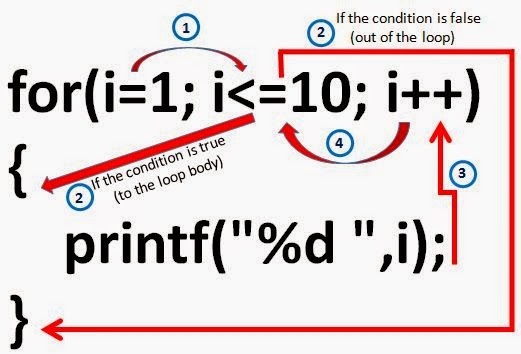 1
2
If the condition is false
(out of the loop)
for(i=1; i<=10; i++)
4
{
If the condition is true
(to the loop body)
2
3
printf("%d ",i);
}